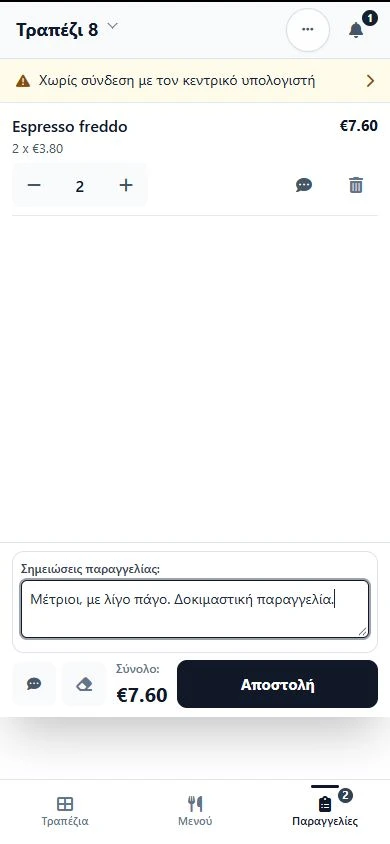 Τραπέζι 8
1
Χωρίς σύνδεση με τον κεντρικό υπολογιστή
Espresso freddo €7.60
2 x €3.80
2
Σημειώσεις παραγγελίας:
Μέτριοι, με λίγο πάγο. Δοκιμαστική παραγγελία.
Σύνολο:
€7.60
Αποστολή
2
Τραπέζια Μενού Παραγγελίες